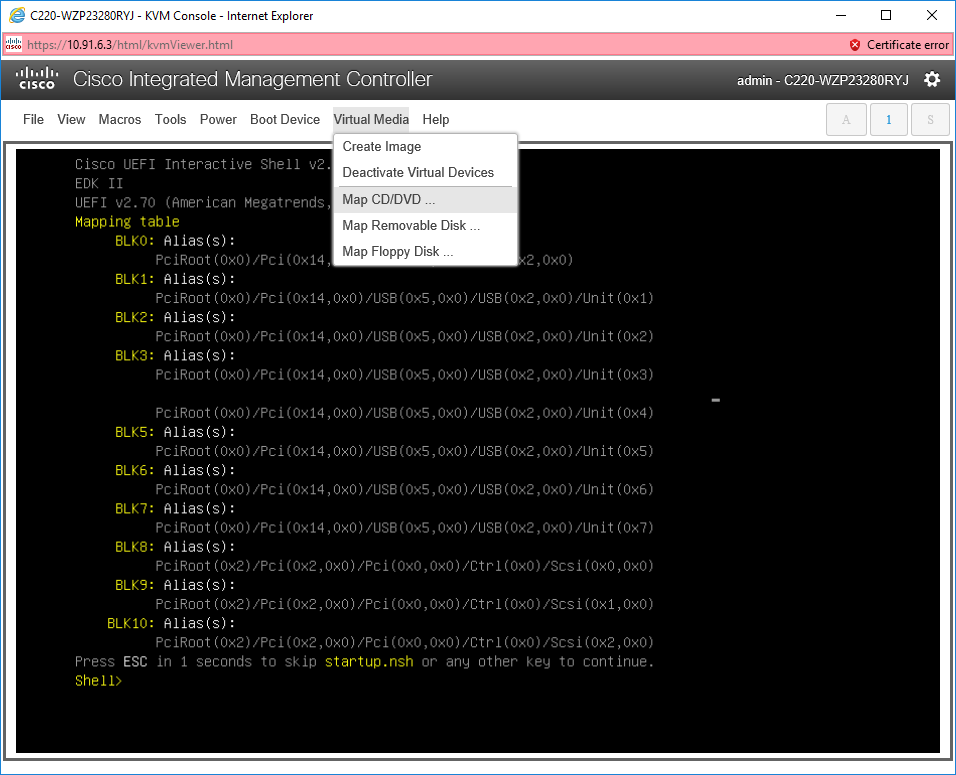 C220-WZP23280RYJ - KVM Console - Internet Explorer
https://10.91.6.3/html/kvmViewer.html Certificate error
cisco Cisco Integrated Management Controller admin - C220-WZP23280RYJ
File View Macros Tools Power Boot Device Virtual Media Help A 1 S
Create Image
Deactivate Virtual Devices
Map CD/DVD ...
Map Removable Disk ...
Map Floppy Disk ...
Cisco UEFI Interactive Shell v2.
EDK II
UEFI v2.70 (American Megatrends,
Mapping table
BLK0: Alias(s):
PciRoot(0x0)/Pci(0x14, x2,0x0)
BLK1: Alias(s):
PciRoot(0x0)/Pci(0x14,0x0)/USB(0x5,0x0)/USB(0x2,0x0)/Unit(0x1)
BLK2: Alias(s):
PciRoot(0x0)/Pci(0x14,0x0)/USB(0x5,0x0)/USB(0x2,0x0)/Unit(0x2)
BLK3: Alias(s):
PciRoot(0x0)/Pci(0x14,0x0)/USB(0x5,0x0)/USB(0x2,0x0)/Unit(0x3)
PciRoot(0x0)/Pci(0x14,0x0)/USB(0x5,0x0)/USB(0x2,0x0)/Unit(0x4)
BLK5: Alias(s):
PciRoot(0x0)/Pci(0x14,0x0)/USB(0x5,0x0)/USB(0x2,0x0)/Unit(0x5)
BLK6: Alias(s):
PciRoot(0x0)/Pci(0x14,0x0)/USB(0x5,0x0)/USB(0x2,0x0)/Unit(0x6)
BLK7: Alias(s):
PciRoot(0x0)/Pci(0x14,0x0)/USB(0x5,0x0)/USB(0x2,0x0)/Unit(0x7)
BLK8: Alias(s):
PciRoot(0x2)/Pci(0x2,0x0)/Pci(0x0,0x0)/Ctrl(0x0)/Scsi(0x0,0x0)
BLK9: Alias(s):
PciRoot(0x2)/Pci(0x2,0x0)/Pci(0x0,0x0)/Ctrl(0x0)/Scsi(0x1,0x0)
BLK10: Alias(s):
PciRoot(0x2)/Pci(0x2,0x0)/Pci(0x0,0x0)/Ctrl(0x0)/Scsi(0x2,0x0)
Press ESC in 1 seconds to skip startup.nsh or any other key to continue.
Shell>